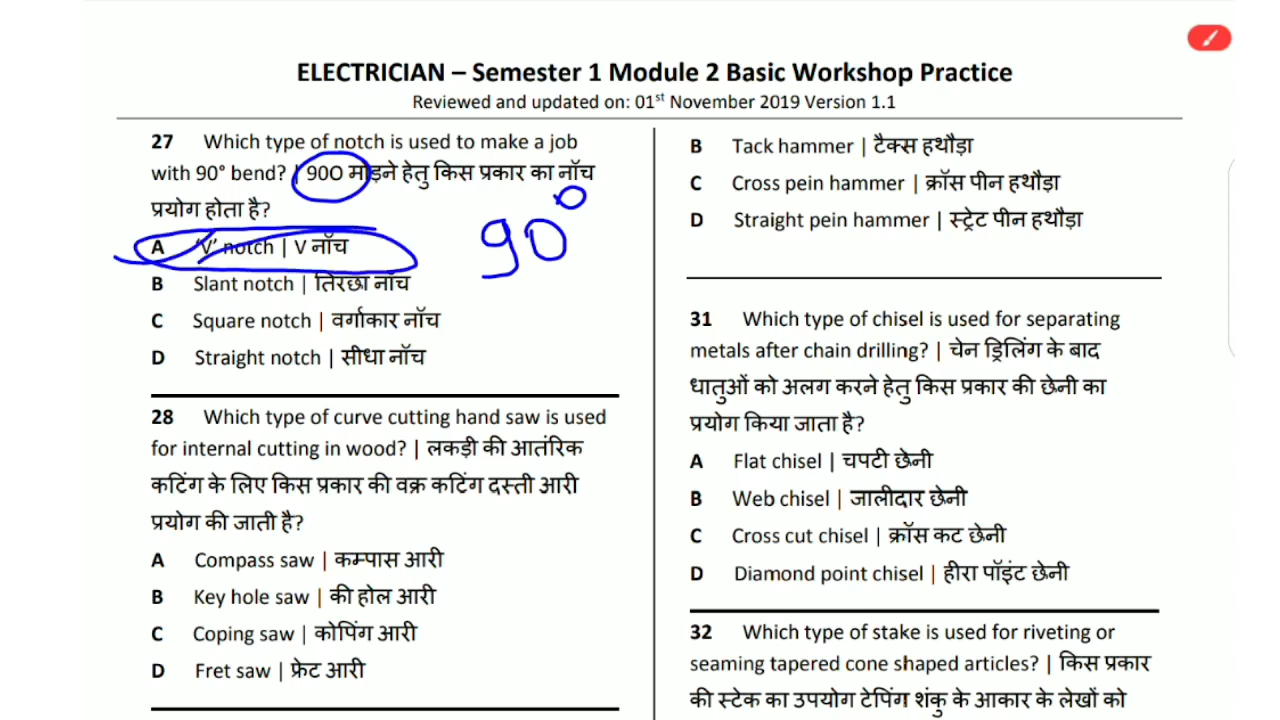 ELECTRICIAN – Semester 1 Module 2 Basic Workshop Practice
Reviewed and updated on: 01st November 2019 Version 1.1
27 Which type of notch is used to make a job
with 90° bend? | 90O मोड़ने हेतु किस प्रकार का नॉच
प्रयोग होता है?
90°
A ‘V’ notch | V नॉच
B Slant notch | तिरछा नॉच
C Square notch | वर्गाकार नॉच
D Straight notch | सीधा नॉच
28 Which type of curve cutting hand saw is used
for internal cutting in wood? | लकड़ी की आतंरिक
कटिंग के लिए किस प्रकार की वक्र कटिंग दस्ती आरी
प्रयोग की जाती है?
A Compass saw | कम्पास आरी
B Key hole saw | की होल आरी
C Coping saw | कोपिंग आरी
D Fret saw | फ्रेट आरी
B Tack hammer | टैक्स हथौड़ा
C Cross pein hammer | क्रॉस पीन हथौड़ा
D Straight pein hammer | स्ट्रेट पीन हथौड़ा
31 Which type of chisel is used for separating
metals after chain drilling? | चेन ड्रिलिंग के बाद
धातुओं को अलग करने हेतु किस प्रकार की छेनी का
प्रयोग किया जाता है?
A Flat chisel | चपटी छेनी
B Web chisel | जालीदार छेनी
C Cross cut chisel | क्रॉस कट छेनी
D Diamond point chisel | हीरा पॉइंट छेनी
32 Which type of stake is used for riveting or
seaming tapered cone shaped articles? | किस प्रकार
की स्टेक का उपयोग टेपिंग शंकु के आकार के लेखों को